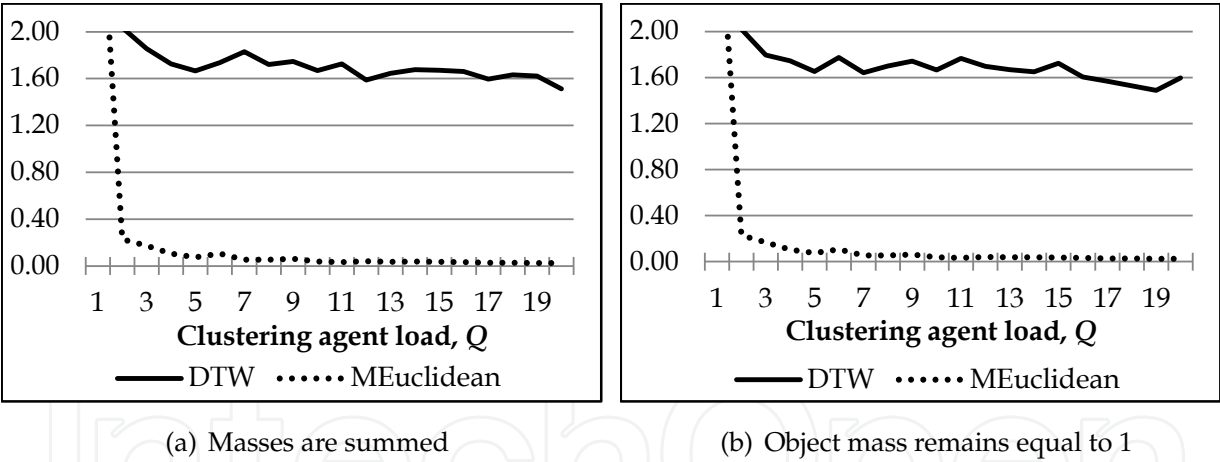 2.00
1.60
1.20
0.80
0.40
0.00
1 3 5 7 9 11 13 15 17 19
Clustering agent load, Q
DTW MEuclidean
2.00
1.60
1.20
0.80
0.40
0.00
1 3 5 7 9 11 13 15 17 19
Clustering agent load, Q
DTW MEuclidean
IntechOpen
(a) Masses are summed
(b) Object mass remains equal to 1